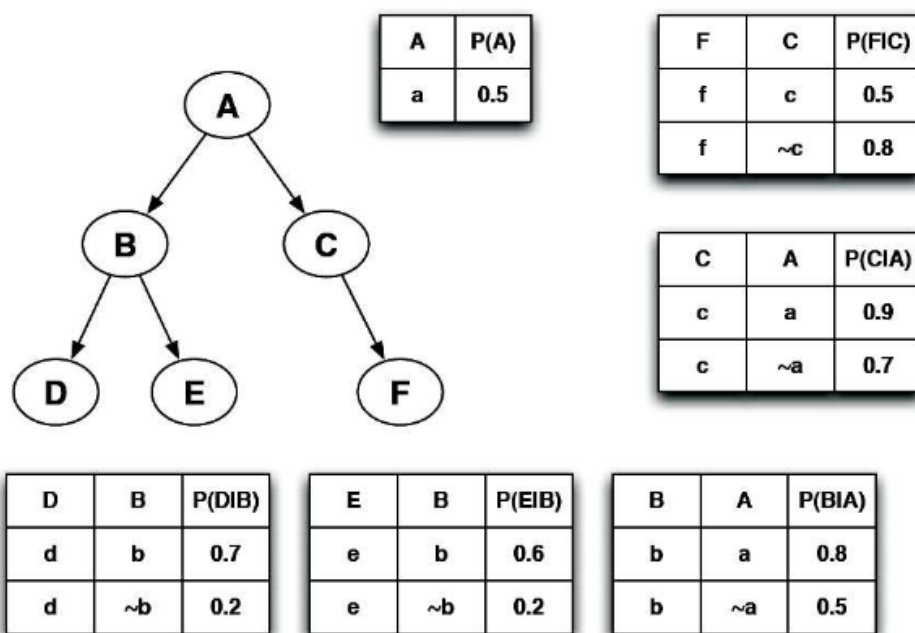 A P(A)
a 0.5
F C P(F|C)
f c 0.5
f ~c 0.8
A
B C
C A P(C|A)
c a 0.9
c ~a 0.7
D E F
D B P(D|B)
d b 0.7
d ~b 0.2
E B P(E|B)
e b 0.6
e ~b 0.2
B A P(B|A)
b a 0.8
b ~a 0.5